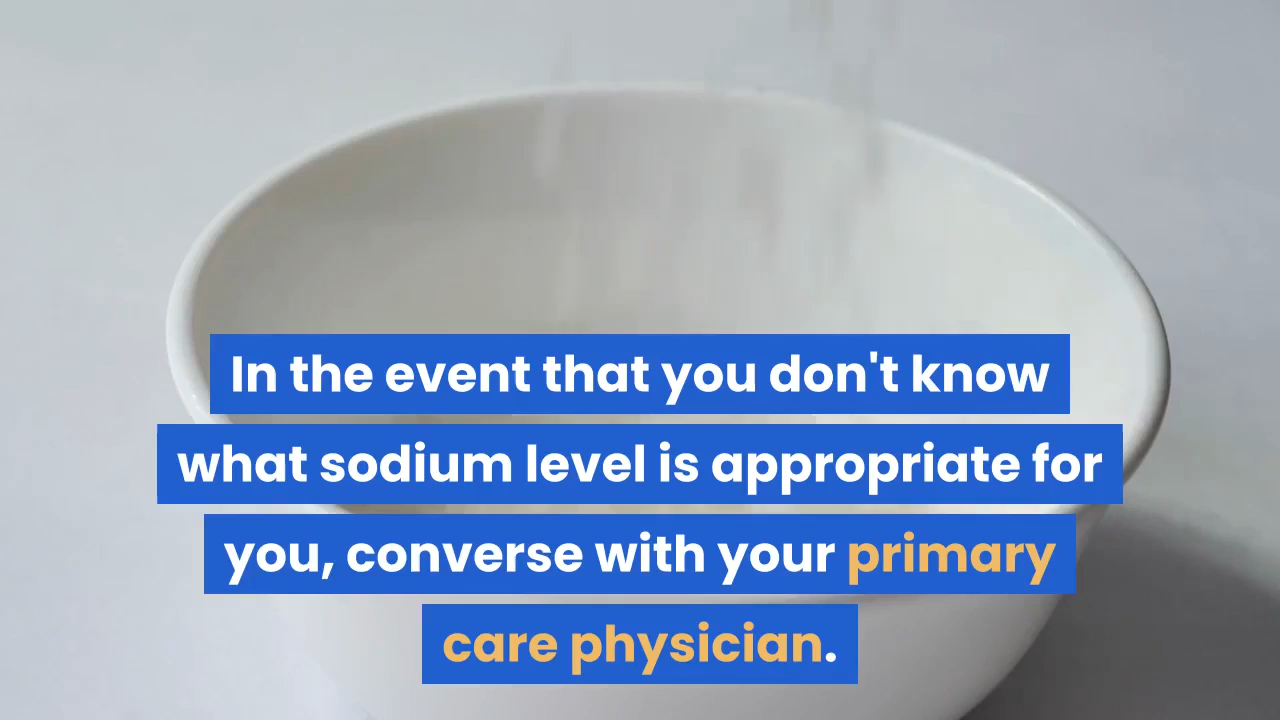 In the event that you don't know
what sodium level is appropriate for
you, converse with your primary
care physician.